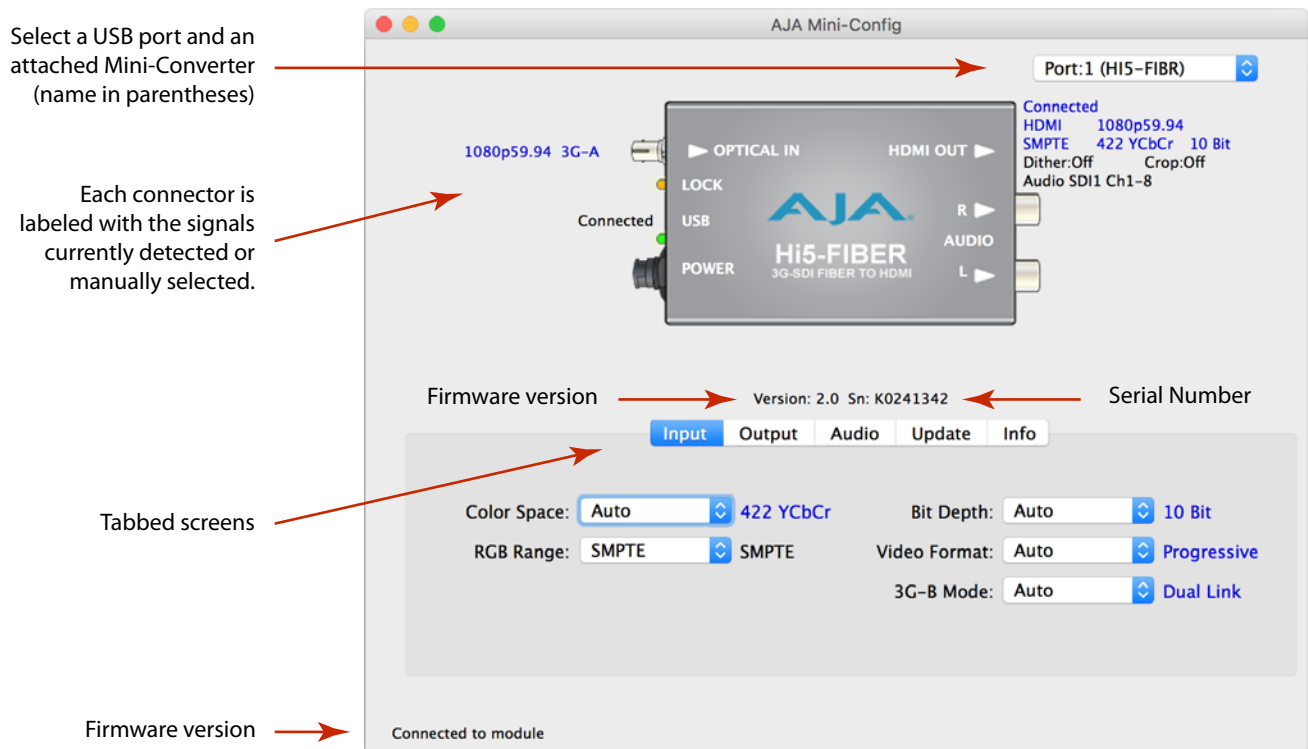 AJA Mini-Config
Select a USB port and an
attached Mini-Converter
(name in parentheses)
Port:1 (HI5-FIBR)
Connected
HDMI 1080p59.94
SMPTE 422 YCbCr 10 Bit
Dither:Off Crop:Off
Audio SDI1 Ch1-8
1080p59.94 3G-A
OPTICAL IN
HDMI OUT
LOCK
Connected
USB
AJA.
R
AUDIO
L
Hi5-FIBER
3G-SDI FIBER TO HDMI
POWER
Each connector is
labeled with the signals
currently detected or
manually selected.
Firmware version
Version: 2.0 Sn: K0241342
Serial Number
Input Output Audio Update Info
Tabbed screens
Color Space: Auto 422 YCbCr
Bit Depth: Auto 10 Bit
RGB Range: SMPTE SMPTE
Video Format: Auto Progressive
3G-B Mode: Auto Dual Link
Firmware version
Connected to module